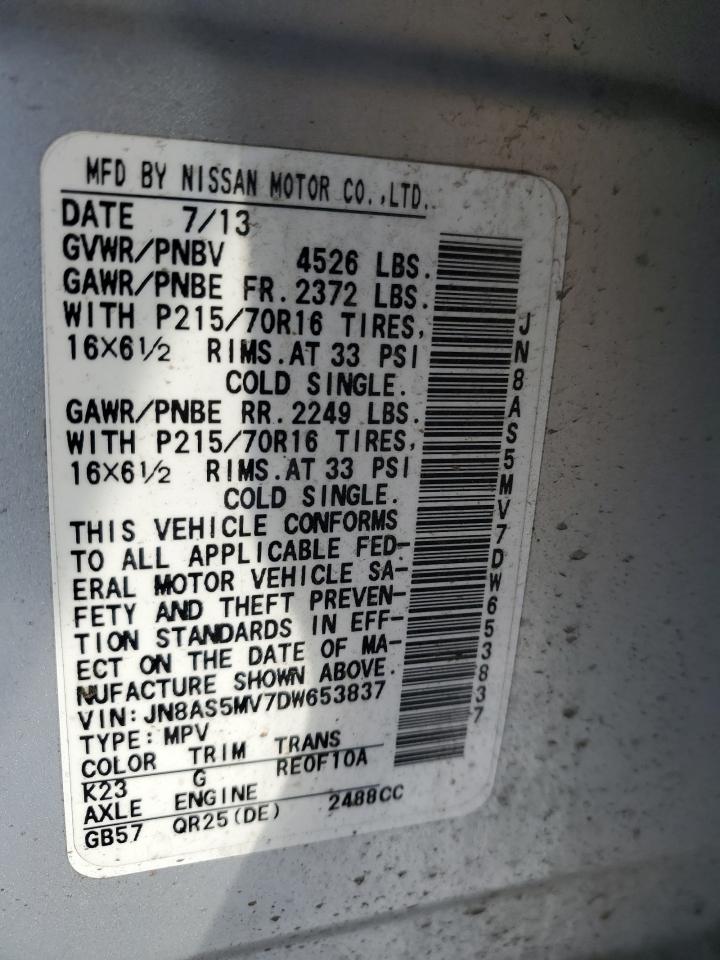 MFD BY NISSAN MOTOR CO.,LTD.
DATE 7/13
GVWR/PNBV 4526 LBS.
GAWR/PNBE FR. 2372 LBS.
WITH P215/70R16 TIRES,
16X6½ RIMS.AT 33 PSI
COLD SINGLE.
GAWR/PNBE RR. 2249 LBS.
WITH P215/70R16 TIRES,
16X6½ RIMS.AT 33 PSI
COLD SINGLE.
THIS VEHICLE CONFORMS
TO ALL APPLICABLE FED-
ERAL MOTOR VEHICLE SA-
FETY AND THEFT PREVEN-
TION STANDARDS IN EFF-
ECT ON THE DATE OF MA-
NUFACTURE SHOWN ABOVE.
VIN: JN8AS5MV7DW653837
TYPE: MPV
COLOR TRIM TRANS
K23 G RE0F10A
AXLE ENGINE
GB57 QR25(DE) 2488CC
JN8AS5MV7DW653837